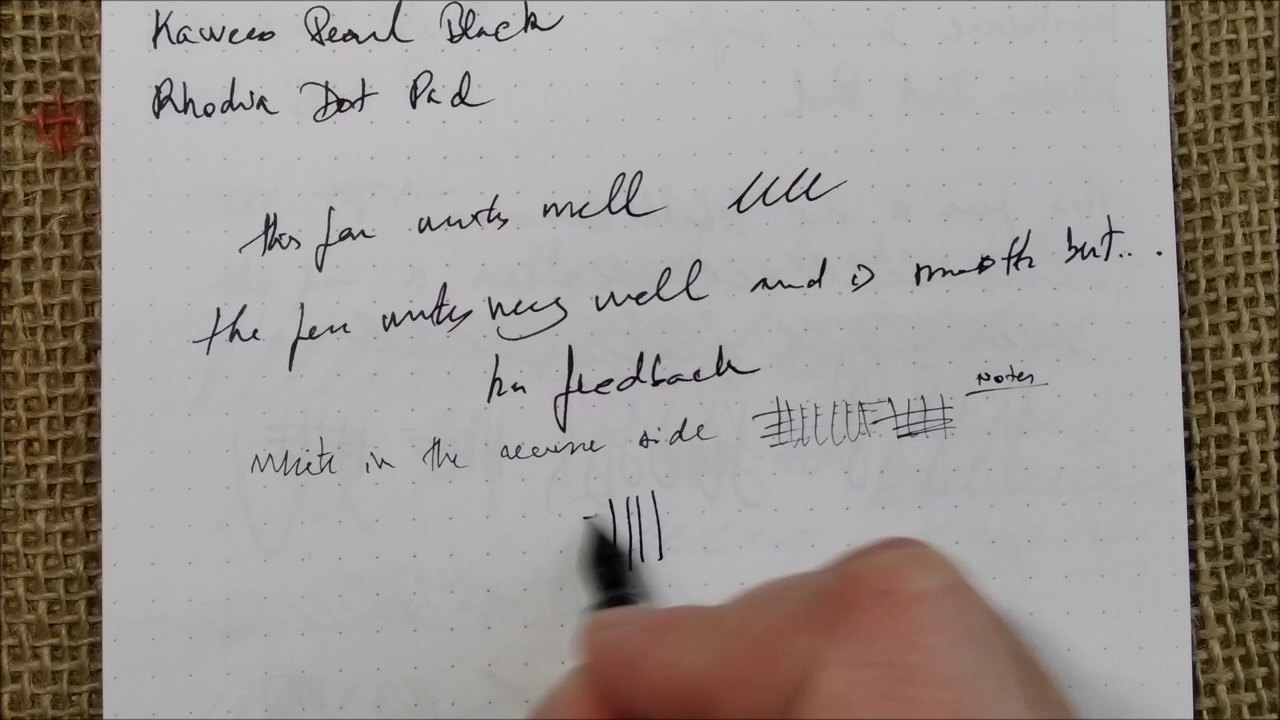 Kaweco Pearl Black
Rhodia Dot Pad
this pen writes well
the pen writes very well and is smooth but...
has feedback
write in the reverse side
Notes